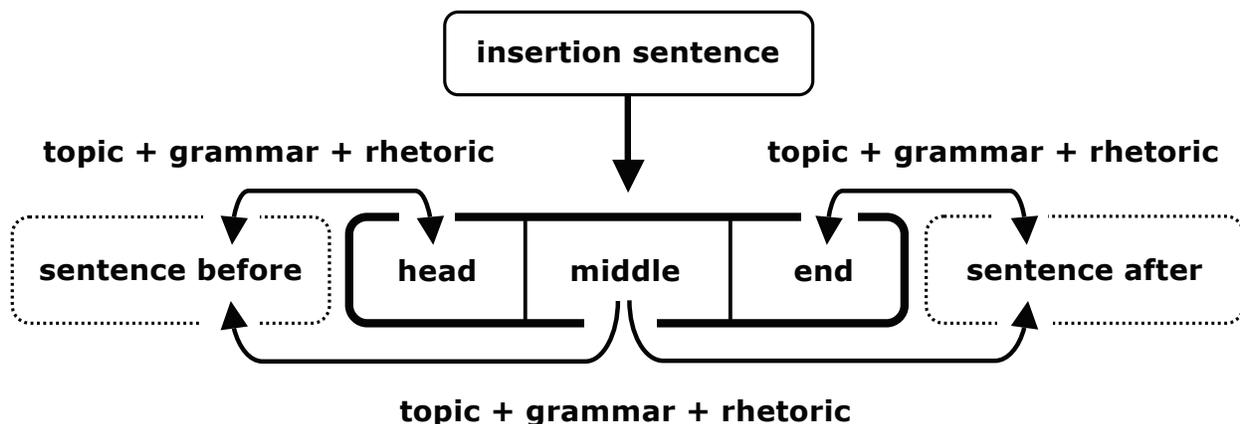 insertion sentence
topic + grammar + rhetoric
topic + grammar + rhetoric
sentence before
head
middle
end
sentence after
topic + grammar + rhetoric